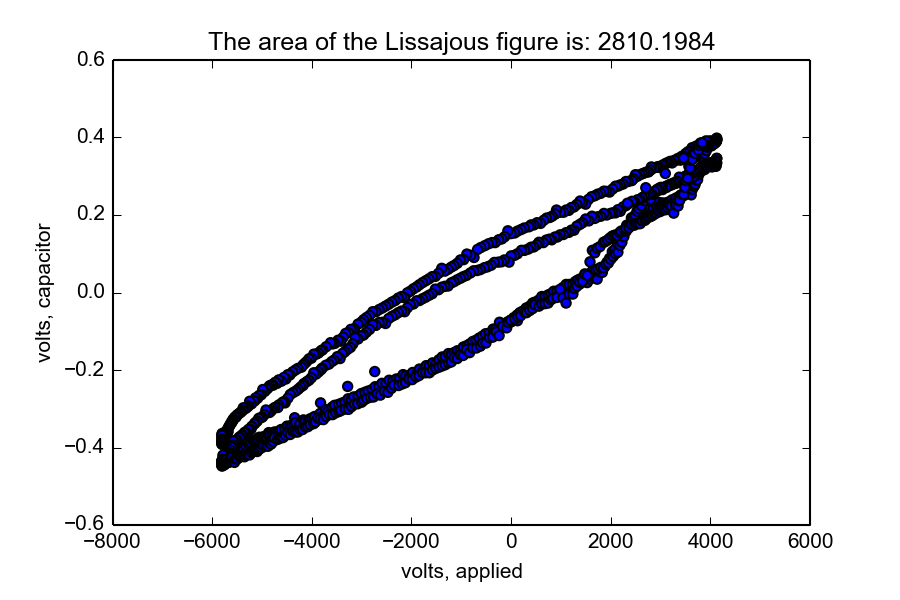 The area of the Lissajous figure is: 2810.1984
0.6
0.4
0.2
0.0
−0.2
−0.4
−0.6
volts, capacitor
−8000 −6000 −4000 −2000 0 2000 4000 6000
volts, applied